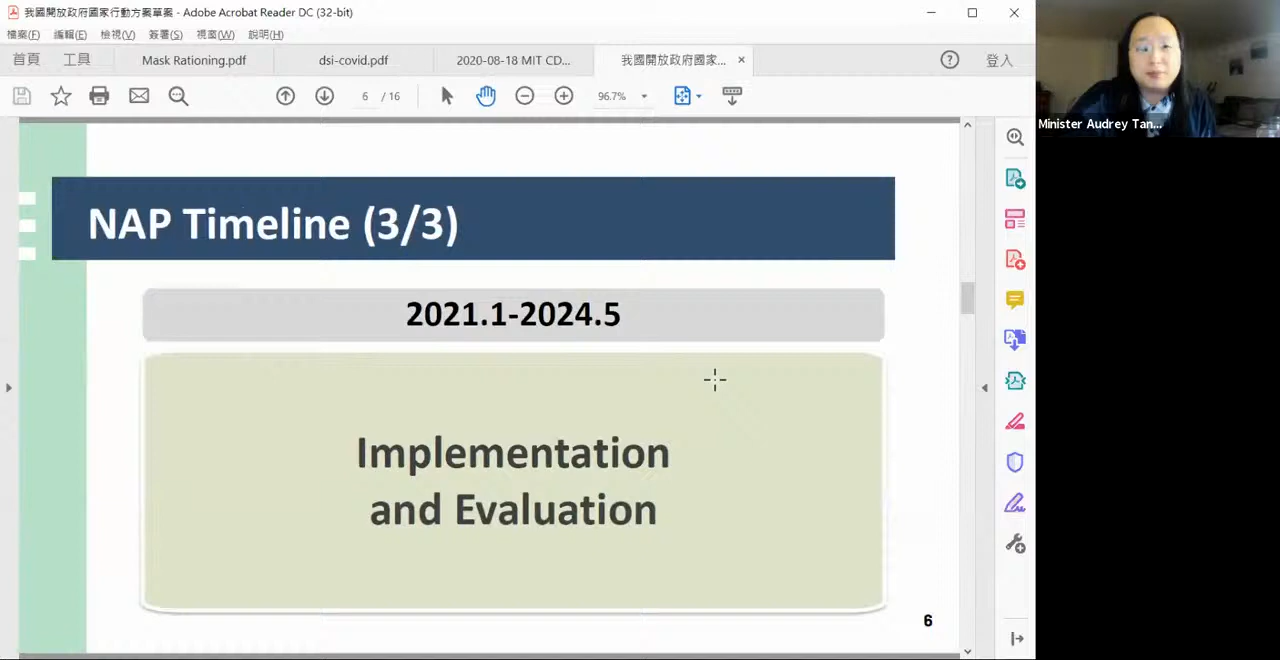 我國開放政府國家行動方案草案 - Adobe Acrobat Reader DC (32-bit)
檔案(F) 編輯(E) 檢視(V) 簽署(S) 視窗(W) 說明(H)
首頁 工具 Mask Rationing.pdf dsi-covid.pdf 2020-08-18 MIT CD... 我國開放政府國家... × ? 登入
6 / 16 96.7%
Minister Audrey Tan...
NAP Timeline (3/3)
2021.1-2024.5
Implementation
and Evaluation
6